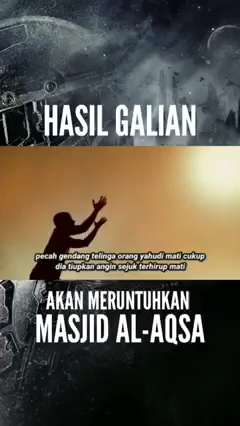 HASIL GALIAN
pecah gendang telinga orang yahudi mati cukup
dia tiupkan angin sejuk terhirup mati
AKAN MERUNTUHKAN
MASJID AL-AQSA